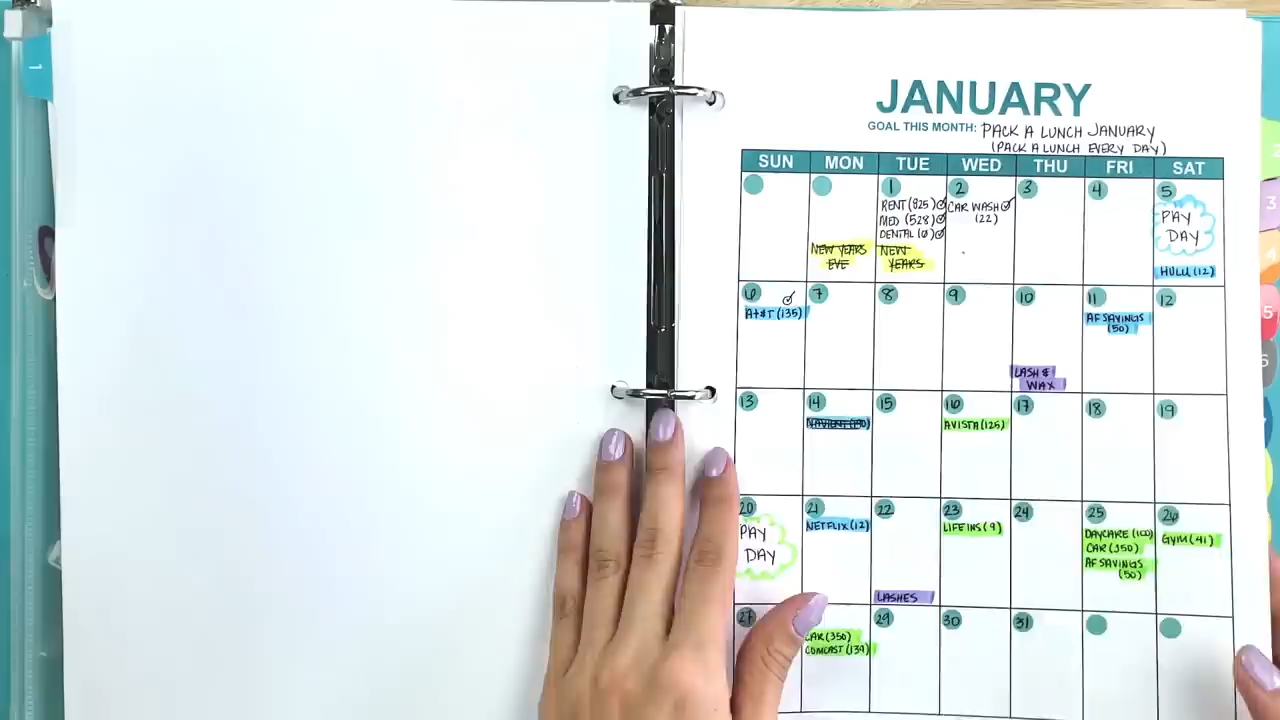 JANUARY
GOAL THIS MONTH: PACK A LUNCH JANUARY
(PACK A LUNCH EVERY DAY)
SUN MON TUE WED THU FRI SAT
1 2 3 4 5
RENT (825)
MED (528)
DENTAL (0)
CAR WASH
(22)
PAY
DAY
NEW YEARS
EVE
NEW
YEARS
HULU (12)
6 7 8 9 10 11 12
AT&T (135)
AF SAVINGS
(50)
LASH &
WAX
13 14 15 16 17 18 19
AVISTA (125)
20 21 22 23 24 25 26
PAY
DAY
NETFLIX (12)
LIFE INS (9)
DAYCARE (100)
CAR (350)
AF SAVINGS
(50)
GYM (41)
LASHES
27 29 30 31
CAR (350)
COMCAST (139)
1
2
3
5
6